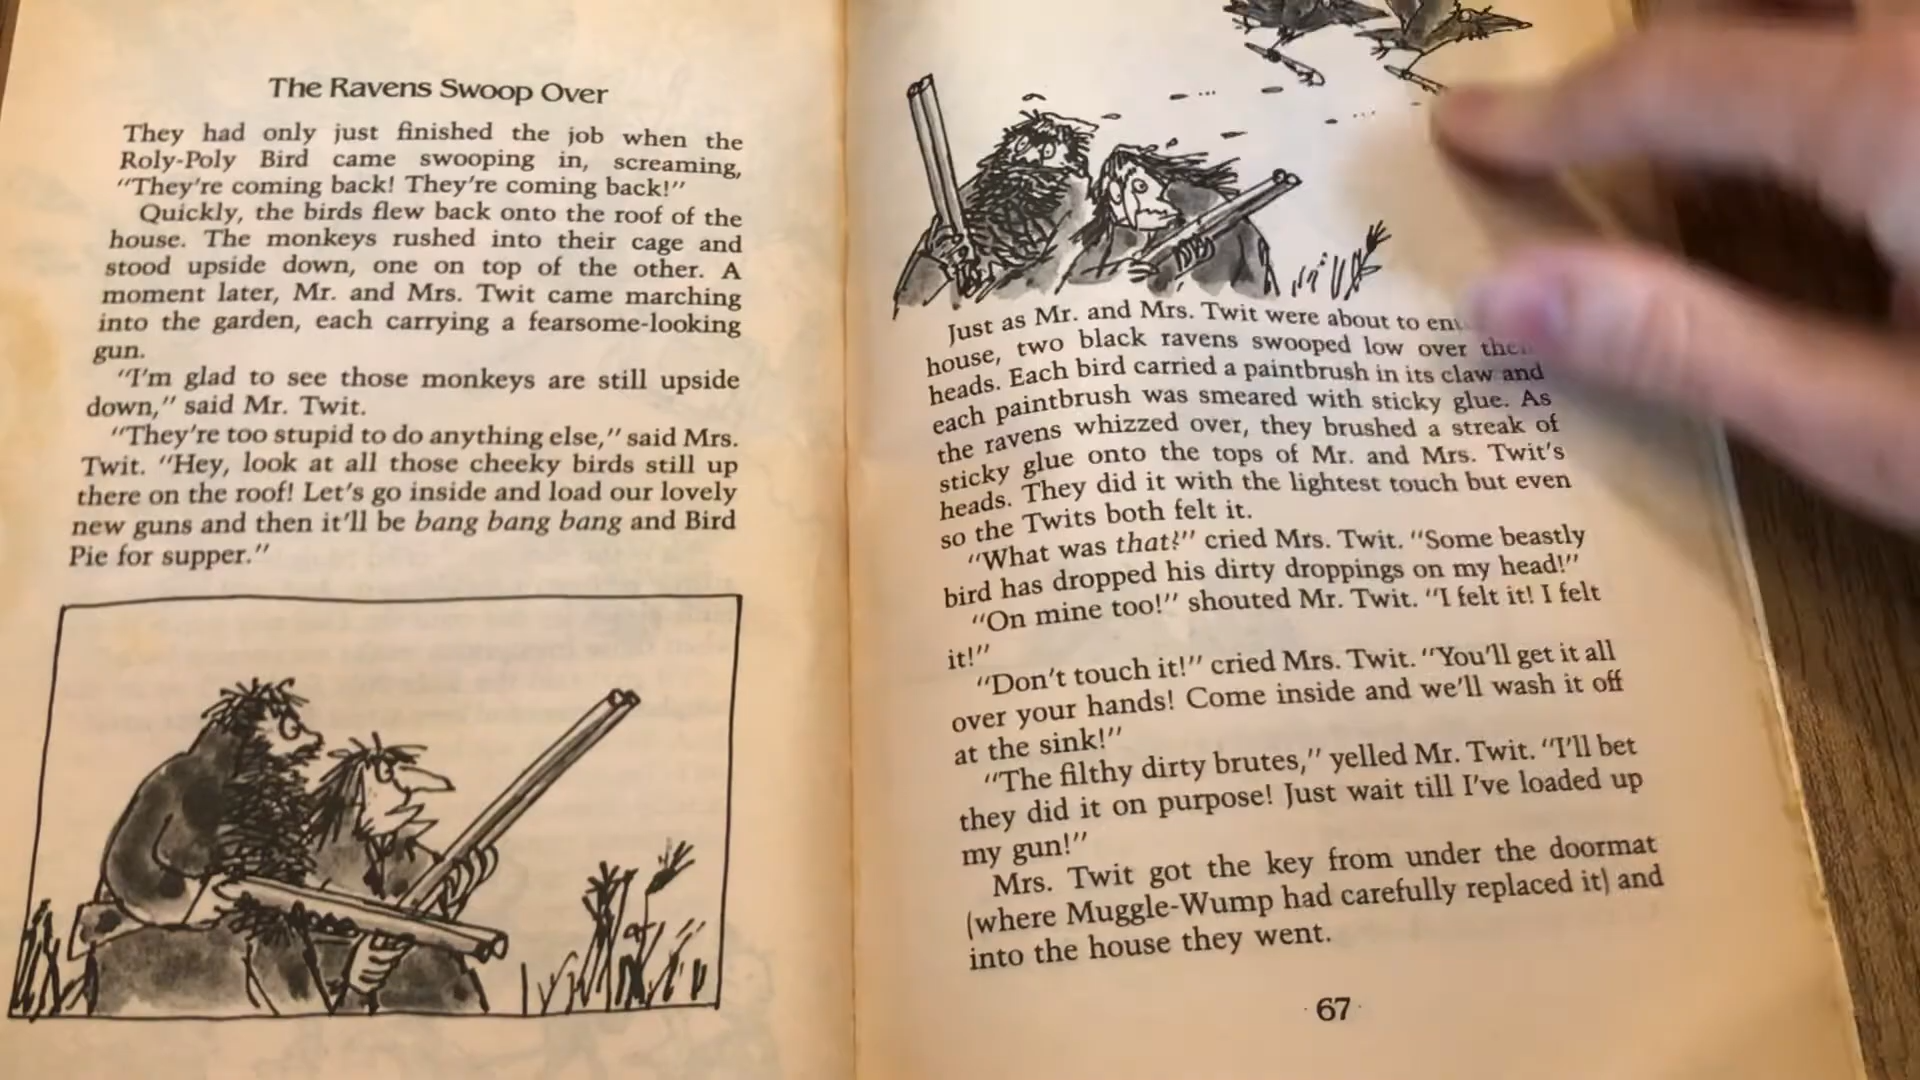 The Ravens Swoop Over
They had only just finished the job when the
Roly-Poly Bird came swooping in, screaming,
"They're coming back! They're coming back!"
Quickly, the birds flew back onto the roof of the
house. The monkeys rushed into their cage and
stood upside down, one on top of the other. A
moment later, Mr. and Mrs. Twit came marching
into the garden, each carrying a fearsome-looking
gun.
"I'm glad to see those monkeys are still upside
down," said Mr. Twit.
"They're too stupid to do anything else," said Mrs.
Twit. "Hey, look at all those cheeky birds still up
there on the roof! Let's go inside and load our lovely
new guns and then it'll be bang bang bang and Bird
Pie for supper."
Just as Mr. and Mrs. Twit were about to
house, two black ravens swooped low over
heads. Each bird carried a paintbrush in its claw and
each paintbrush was smeared with sticky glue. As
the ravens whizzed over, they brushed a streak of
sticky glue onto the tops of Mr. and Mrs. Twit's
heads. They did it with the lightest touch but even
so the Twits both felt it.
"What was that?" cried Mrs. Twit. "Some beastly
bird has dropped his dirty droppings on my head!"
"On mine too!" shouted Mr. Twit. "I felt it! I felt
it!"
"Don't touch it!" cried Mrs. Twit. "You'll get it all
over your hands! Come inside and we'll wash it off
at the sink!"
"The filthy dirty brutes," yelled Mr. Twit. "I'll bet
they did it on purpose! Just wait till I've loaded up
my gun!"
Mrs. Twit got the key from under the doormat
(where Muggle-Wump had carefully replaced it) and
into the house they went.
67